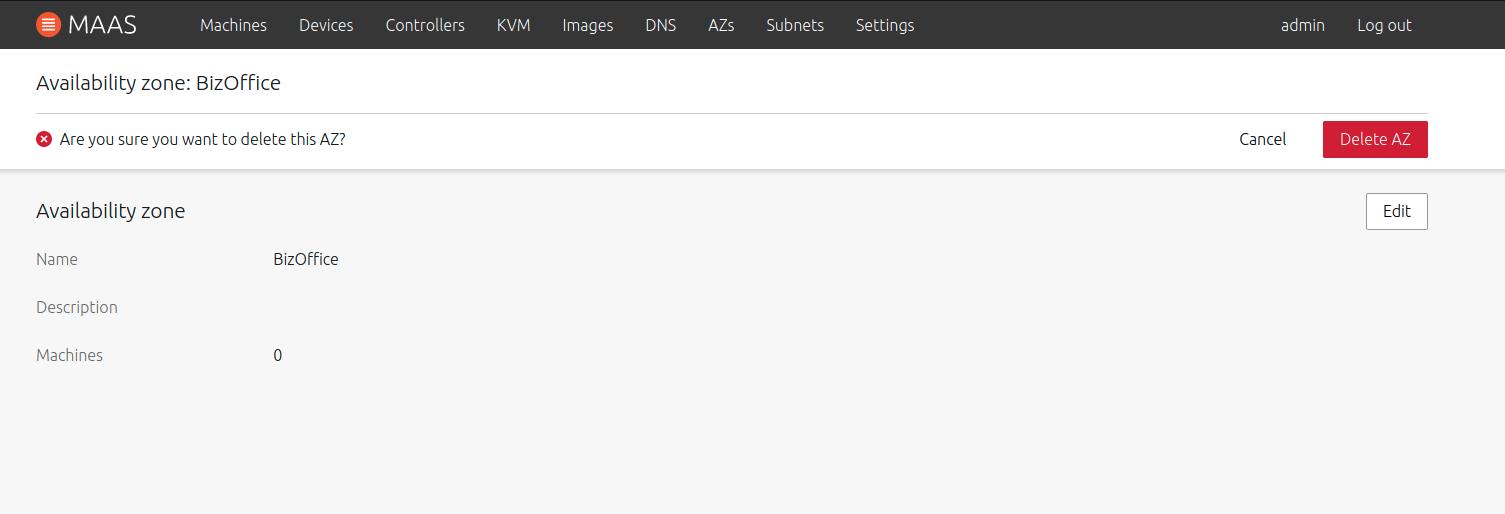 MAAS Machines Devices Controllers KVM Images DNS AZs Subnets Settings admin Log out
Availability zone: BizOffice
Are you sure you want to delete this AZ? Cancel Delete AZ
Availability zone Edit
Name BizOffice
Description
Machines 0